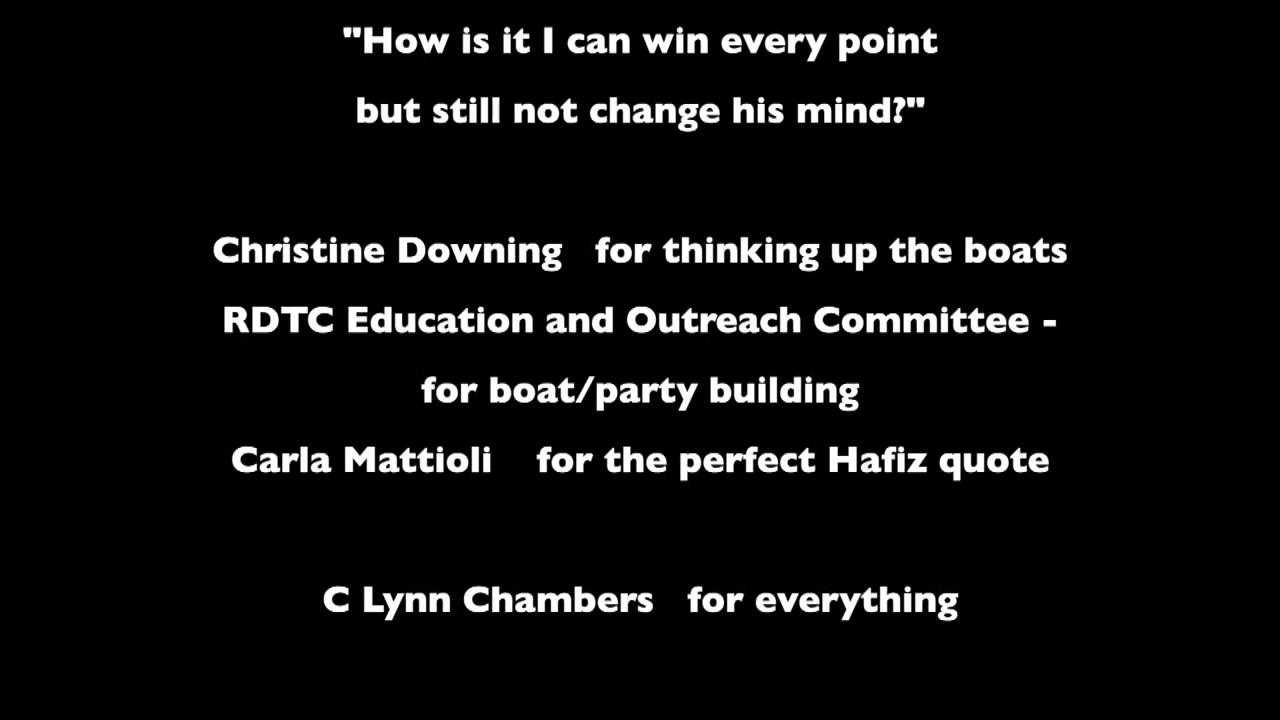 "How is it I can win every point
but still not change his mind?"
Christine Downing   for thinking up the boats
RDTC Education and Outreach Committee -
for boat/party building
Carla Mattioli    for the perfect Hafiz quote
C Lynn Chambers   for everything